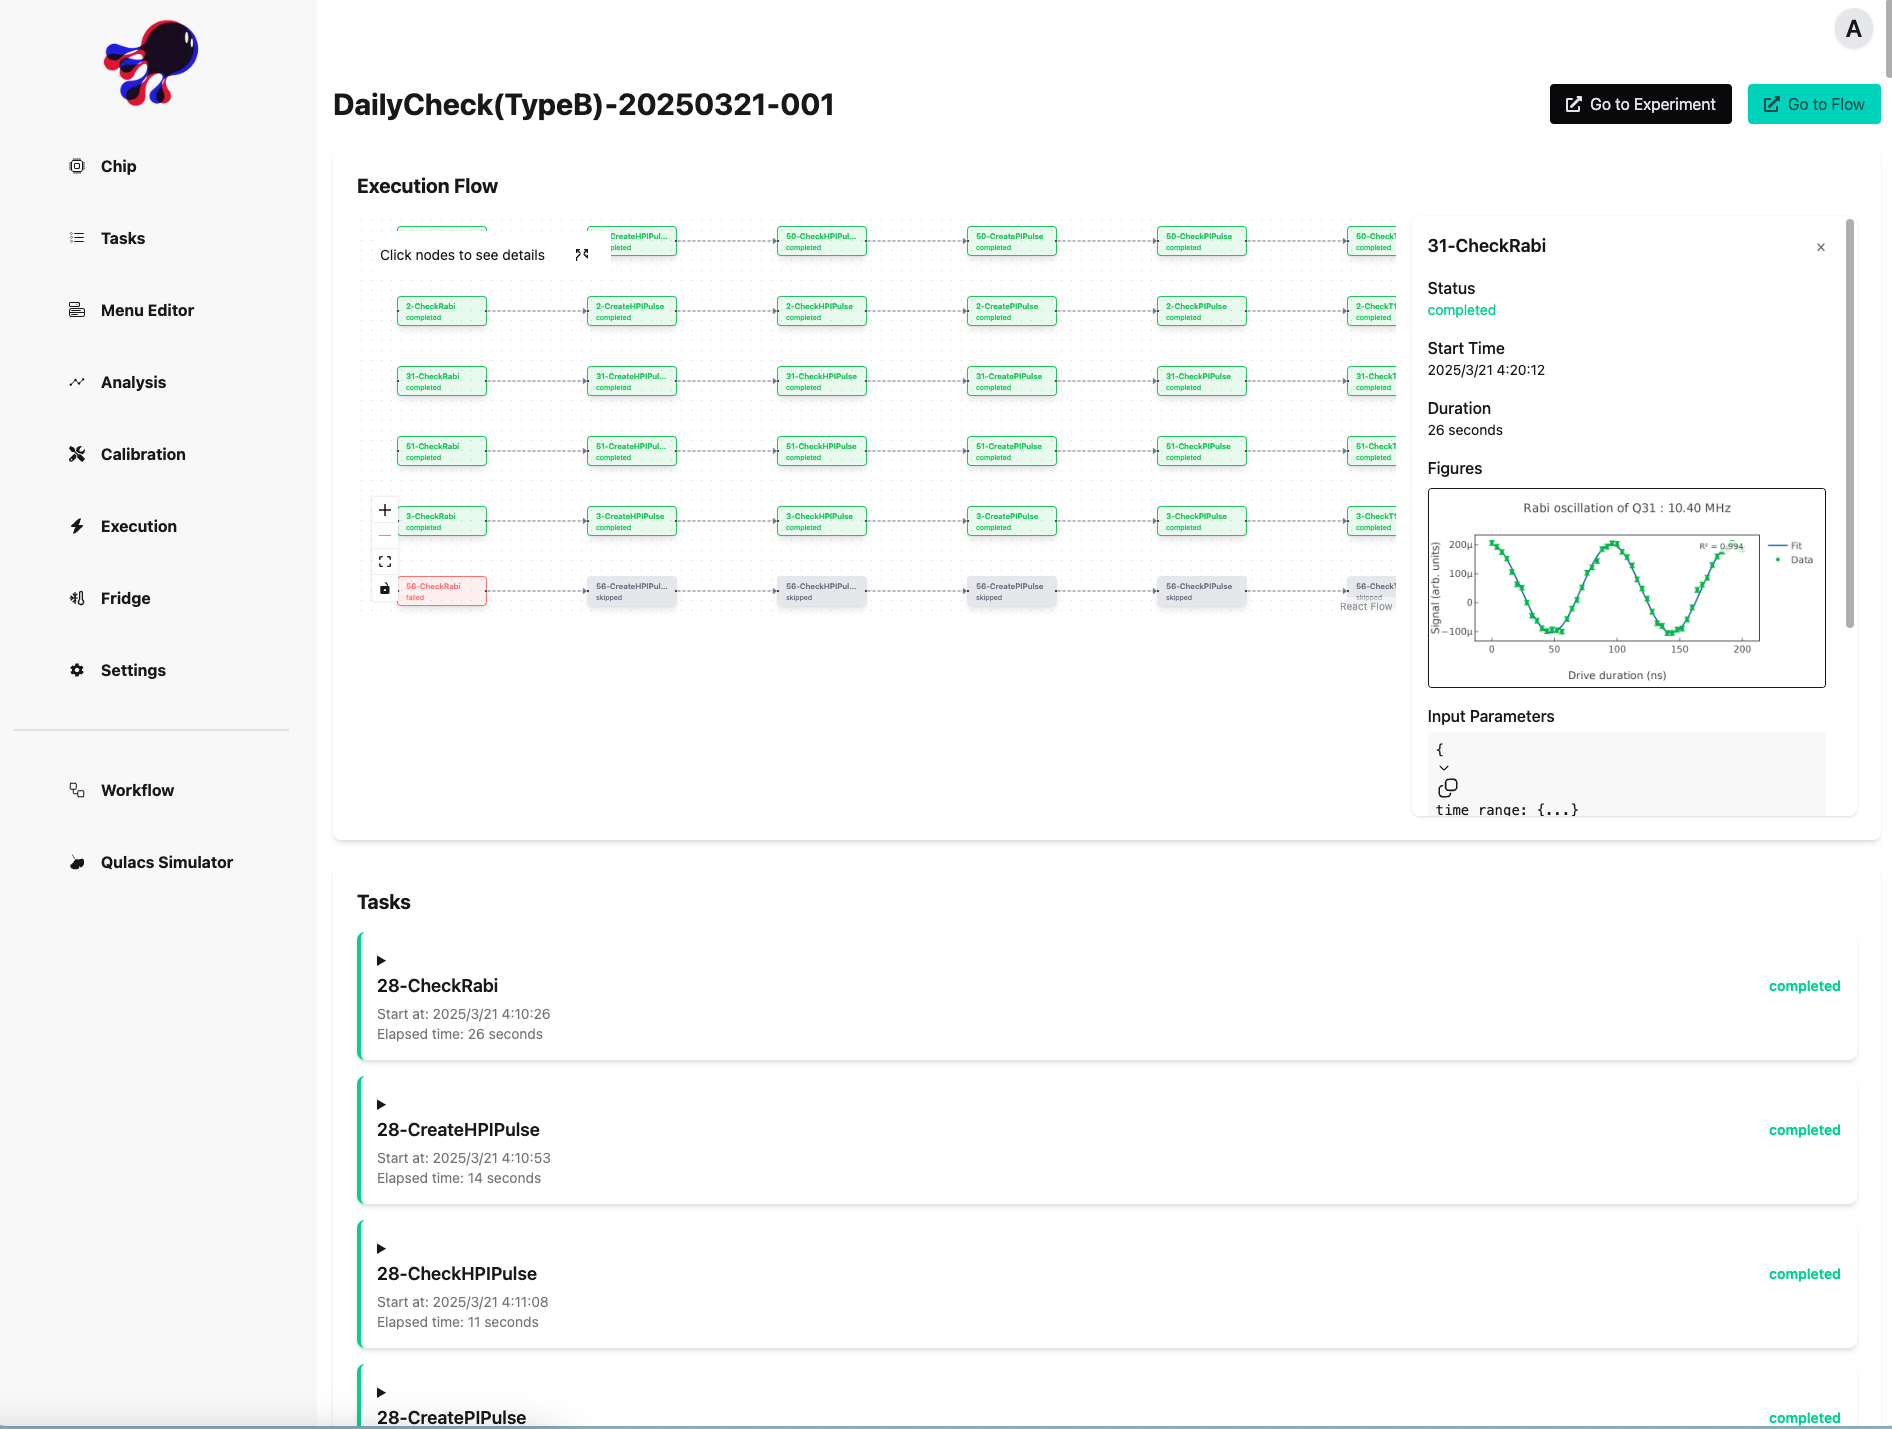 A
DailyCheck(TypeB)-20250321-001
Go to Experiment
Go to Flow
Chip
Tasks
Menu Editor
Analysis
Calibration
Execution
Fridge
Settings
Workflow
Qulacs Simulator
Execution Flow
Click nodes to see details
CreateHPIPul...
pleted
50-CheckHPIPul...
completed
50-CreatePIPulse
completed
50-CheckPIPulse
completed
50-CheckT
completed
2-CheckRabi
completed
2-CreateHPIPulse
completed
2-CheckHPIPulse
completed
2-CreatePIPulse
completed
2-CheckPIPulse
completed
2-CheckT1
completed
31-CheckRabi
completed
31-CreateHPIPul...
completed
31-CheckHPIPulse
completed
31-CreatePIPulse
completed
31-CheckPIPulse
completed
31-CheckT
completed
51-CheckRabi
completed
51-CreateHPIPul...
completed
51-CheckHPIPulse
completed
51-CreatePIPulse
completed
51-CheckPIPulse
completed
51-CheckT
completed
3-CheckRabi
completed
3-CreateHPIPulse
completed
3-CheckHPIPulse
completed
3-CreatePIPulse
completed
3-CheckPIPulse
completed
3-CheckT1
completed
56-CheckRabi
failed
56-CreateHPIPul...
skipped
56-CheckHPIPul...
skipped
56-CreatePIPulse
skipped
56-CheckPIPulse
skipped
56-CheckT
skipped
React Flow
31-CheckRabi
×
Status
completed
Start Time
2025/3/21 4:20:12
Duration
26 seconds
Figures
Rabi oscillation of Q31 : 10.40 MHz
R² = 0.994
Fit
Data
Signal (arb. units)
200µ
100µ
0
−100µ
0 50 100 150 200
Drive duration (ns)
Input Parameters
{
time range: {...}
Tasks
28-CheckRabi
completed
Start at: 2025/3/21 4:10:26
Elapsed time: 26 seconds
28-CreateHPIPulse
completed
Start at: 2025/3/21 4:10:53
Elapsed time: 14 seconds
28-CheckHPIPulse
completed
Start at: 2025/3/21 4:11:08
Elapsed time: 11 seconds
28-CreatePIPulse
completed